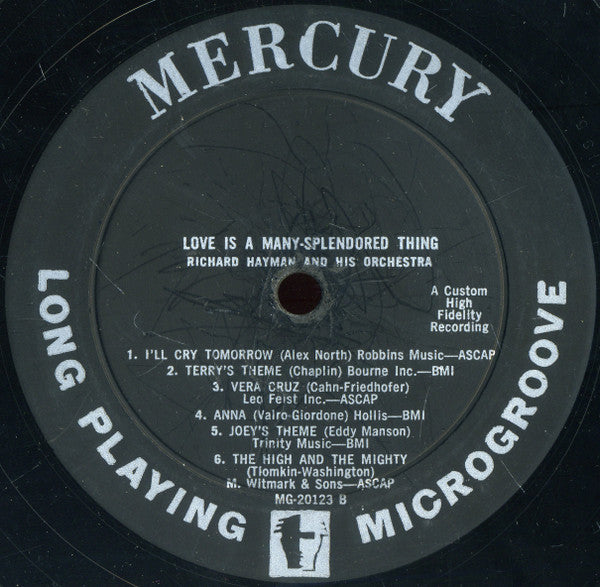 MERCURY
LOVE IS A MANY-SPLENDORED THING
RICHARD HAYMAN AND HIS ORCHESTRA
A Custom
High
Fidelity
Recording
1. I'LL CRY TOMORROW (Alex North) Robbins Music—ASCAP
2. TERRY'S THEME (Chaplin) Bourne Inc.—BMI
3. VERA CRUZ (Cahn-Friedhofer)
Leo Feist Inc.—ASCAP
4. ANNA (Valro-Giordone) Hollis—BMI
5. JOEY'S THEME (Eddy Manson)
Trinity Music—BMI
6. THE HIGH AND THE MIGHTY
(Tiomkin-Washington)
M. Witmark & Sons—ASCAP
MG-20123 B
LONG PLAYING MICROGROOVE